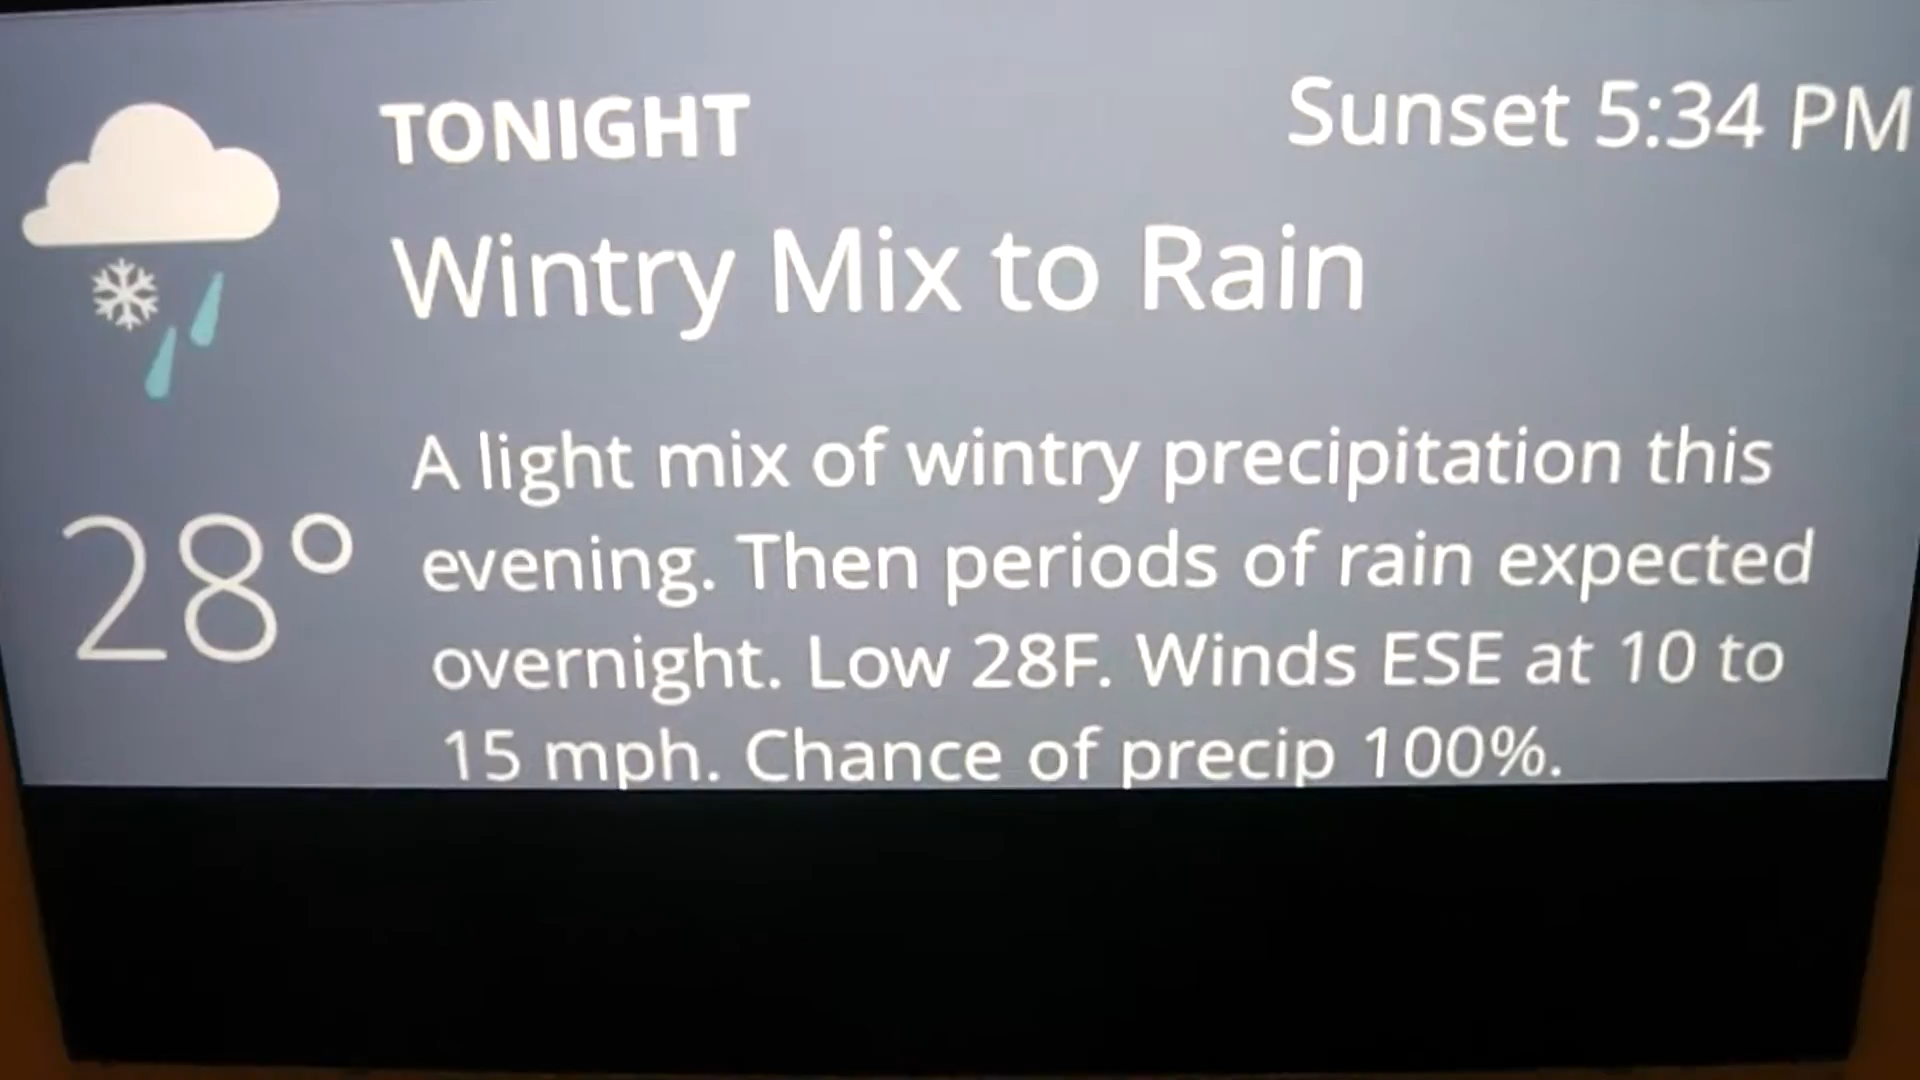 TONIGHT
Sunset 5:34 PM
Wintry Mix to Rain
28°
A light mix of wintry precipitation this
evening. Then periods of rain expected
overnight. Low 28F. Winds ESE at 10 to
15 mph. Chance of precip 100%.